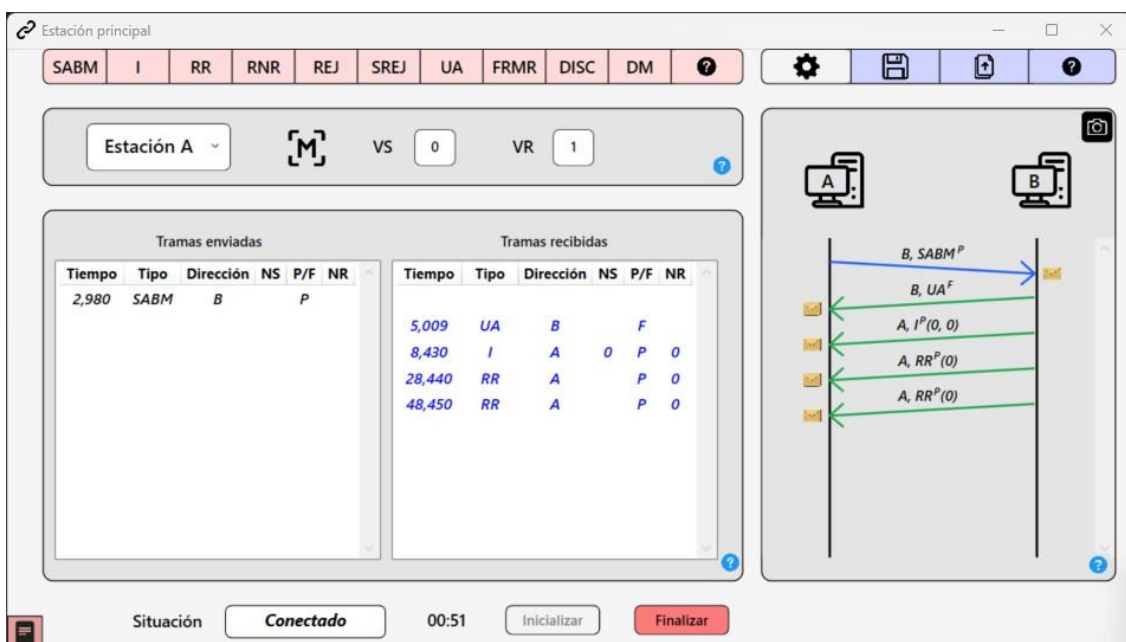 Estación principal
SABM I RR RNR REJ SREJ UA FRMR DISC DM ?
?
Estación A [M] VS 0 VR 1
?
A B
Tramas enviadas Tramas recibidas
Tiempo Tipo Dirección NS P/F NR Tiempo Tipo Dirección NS P/F NR
2,980 SABM B P
5,009 UA B F
8,430 I A 0 P 0
28,440 RR A P 0
48,450 RR A P 0
?
B, SABM^P
B, UA^F
A, I^P(0, 0)
A, RR^P(0)
A, RR^P(0)
?
Situación Conectado 00:51 Inicializar Finalizar